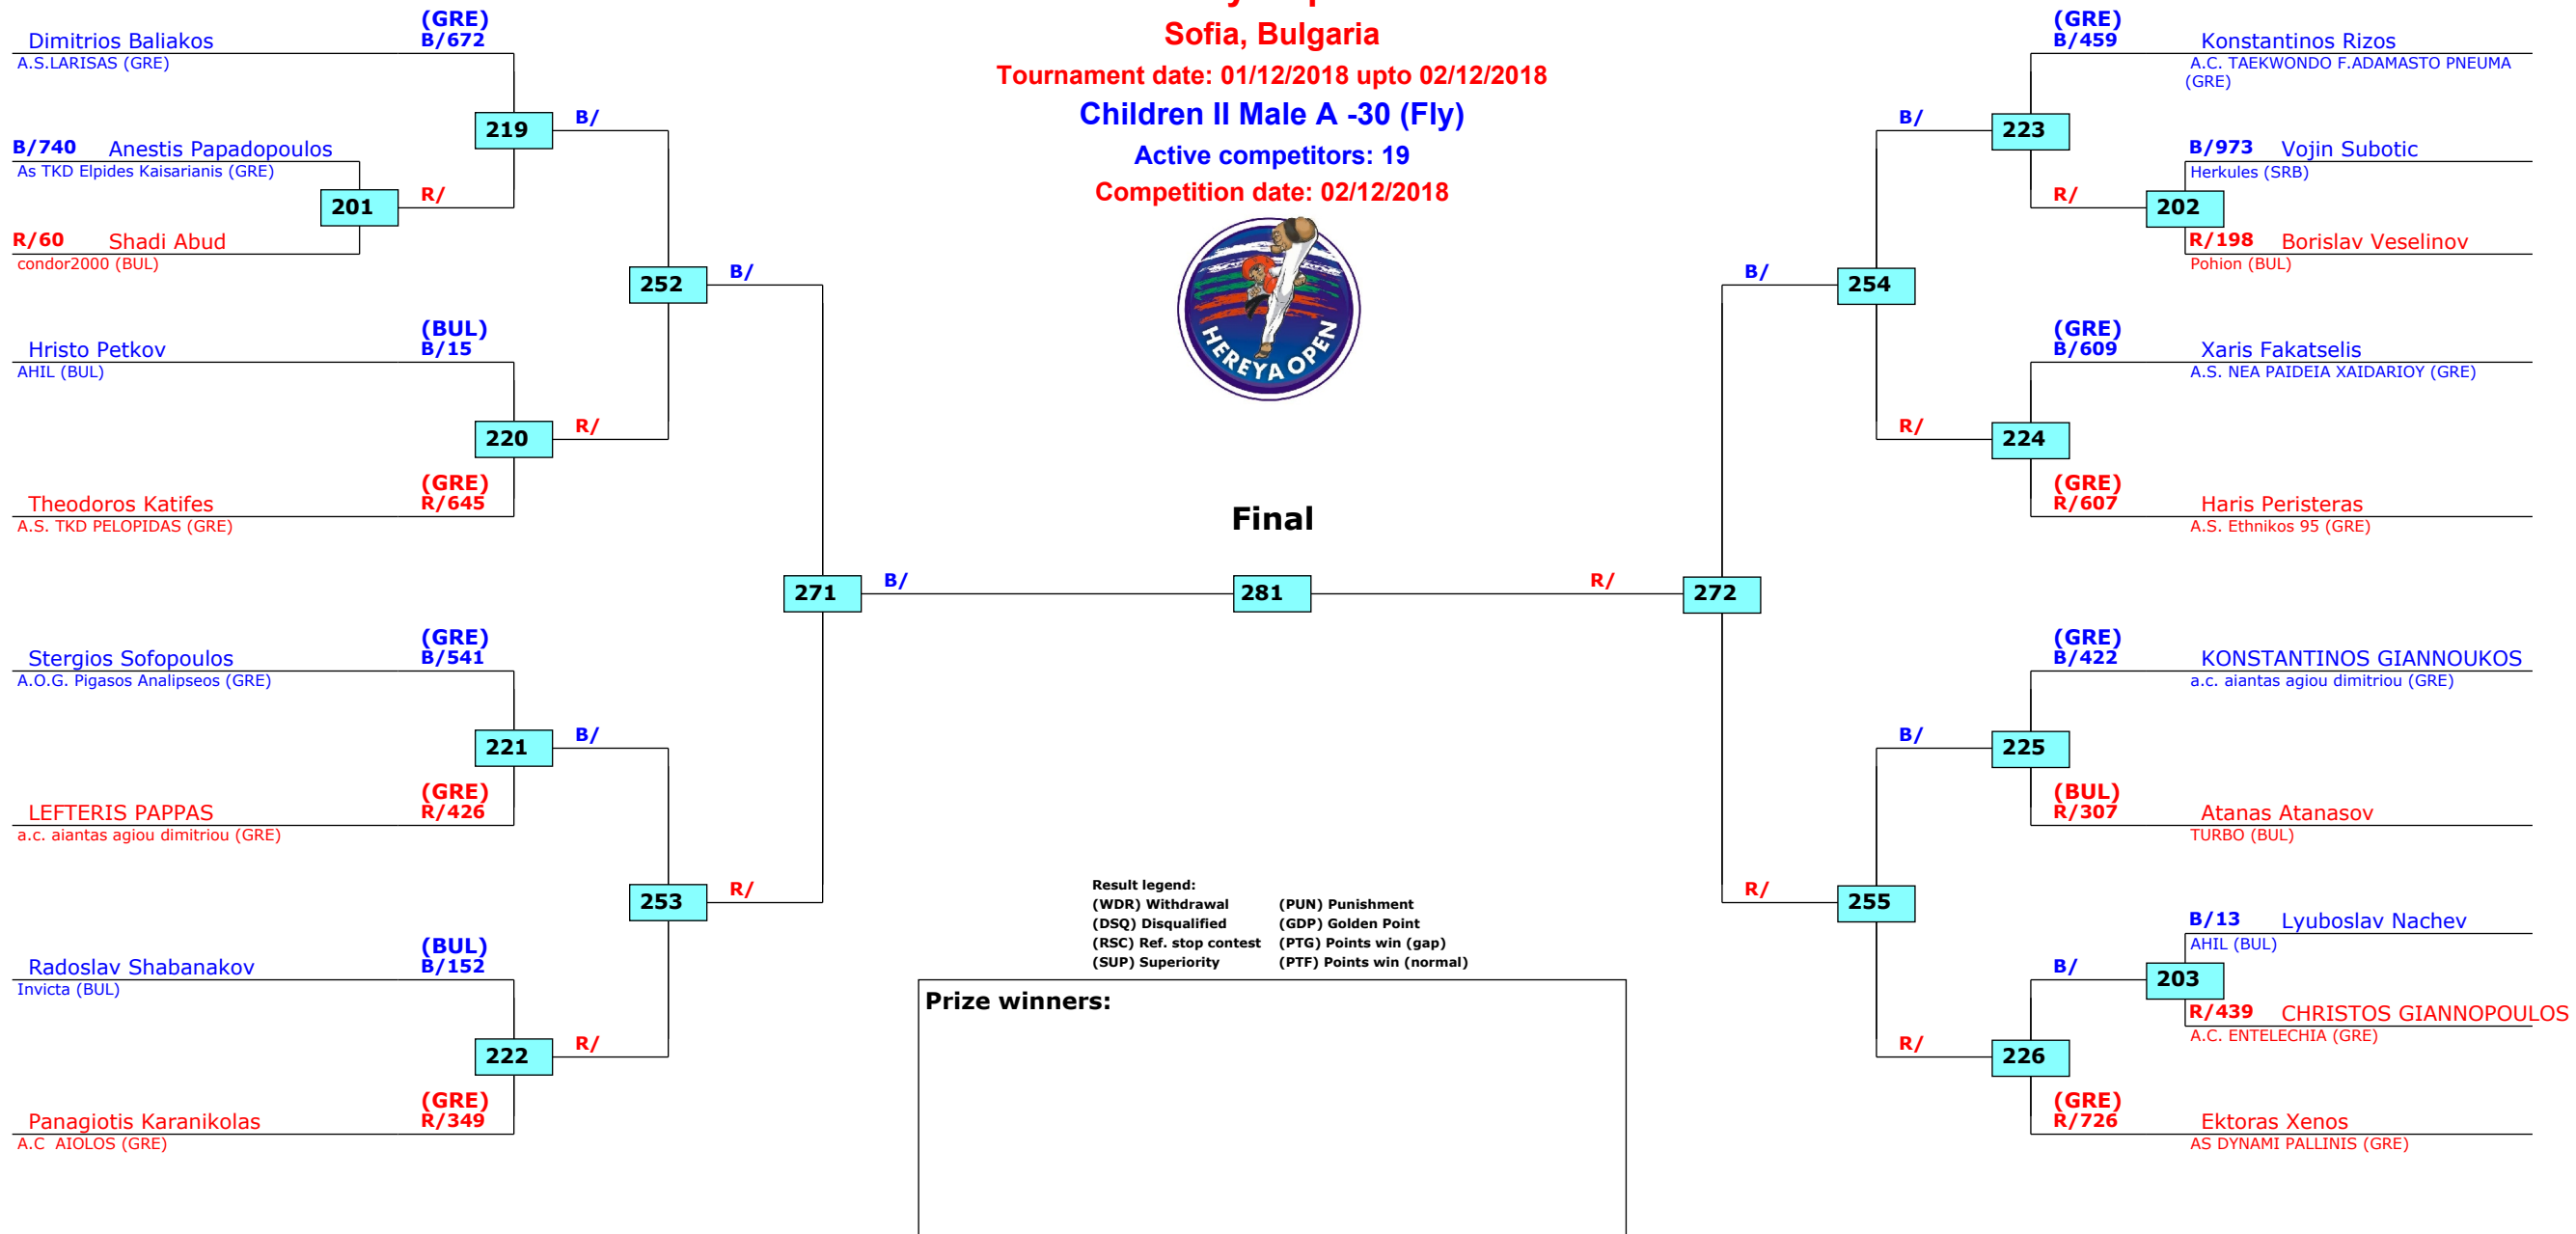 Sofia, Bulgaria
Tournament date: 01/12/2018 upto 02/12/2018
Children II Male A -30 (Fly)
Active competitors: 19
Competition date: 02/12/2018
HEREYA OPEN
(GRE)
Dimitrios Baliakos B/672
A.S.LARISAS (GRE)
219
B/
B/740 Anestis Papadopoulos
As TKD Elpides Kaisarianis (GRE)
201
R/
R/60 Shadi Abud
condor2000 (BUL)
252
B/
(BUL)
Hristo Petkov B/15
AHIL (BUL)
220
R/
(GRE)
Theodoros Katifes R/645
A.S. TKD PELOPIDAS (GRE)
271
B/
(GRE)
Stergios Sofopoulos B/541
A.O.G. Pigasos Analipseos (GRE)
221
B/
(GRE)
LEFTERIS PAPPAS R/426
a.c. aiantas agiou dimitriou (GRE)
253
R/
(BUL)
Radoslav Shabanakov B/152
Invicta (BUL)
222
R/
(GRE)
Panagiotis Karanikolas R/349
A.C AIOLOS (GRE)
Final
281
R/
272
(GRE)
B/459 Konstantinos Rizos
A.C. TAEKWONDO F.ADAMASTO PNEUMA
(GRE)
B/
223
B/973 Vojin Subotic
Herkules (SRB)
R/
202
R/198 Borislav Veselinov
Pohion (BUL)
B/
254
(GRE)
B/609 Xaris Fakatselis
A.S. NEA PAIDEIA XAIDARIOY (GRE)
R/
224
(GRE)
R/607 Haris Peristeras
A.S. Ethnikos 95 (GRE)
(GRE)
B/422 KONSTANTINOS GIANNOUKOS
a.c. aiantas agiou dimitriou (GRE)
B/
225
(BUL)
R/307 Atanas Atanasov
TURBO (BUL)
R/
255
B/13 Lyuboslav Nachev
AHIL (BUL)
B/
203
R/439 CHRISTOS GIANNOPOULOS
A.C. ENTELECHIA (GRE)
R/
226
(GRE)
R/726 Ektoras Xenos
AS DYNAMI PALLINIS (GRE)
Result legend:
(WDR) Withdrawal (PUN) Punishment
(DSQ) Disqualified (GDP) Golden Point
(RSC) Ref. stop contest (PTG) Points win (gap)
(SUP) Superiority (PTF) Points win (normal)
Prize winners: